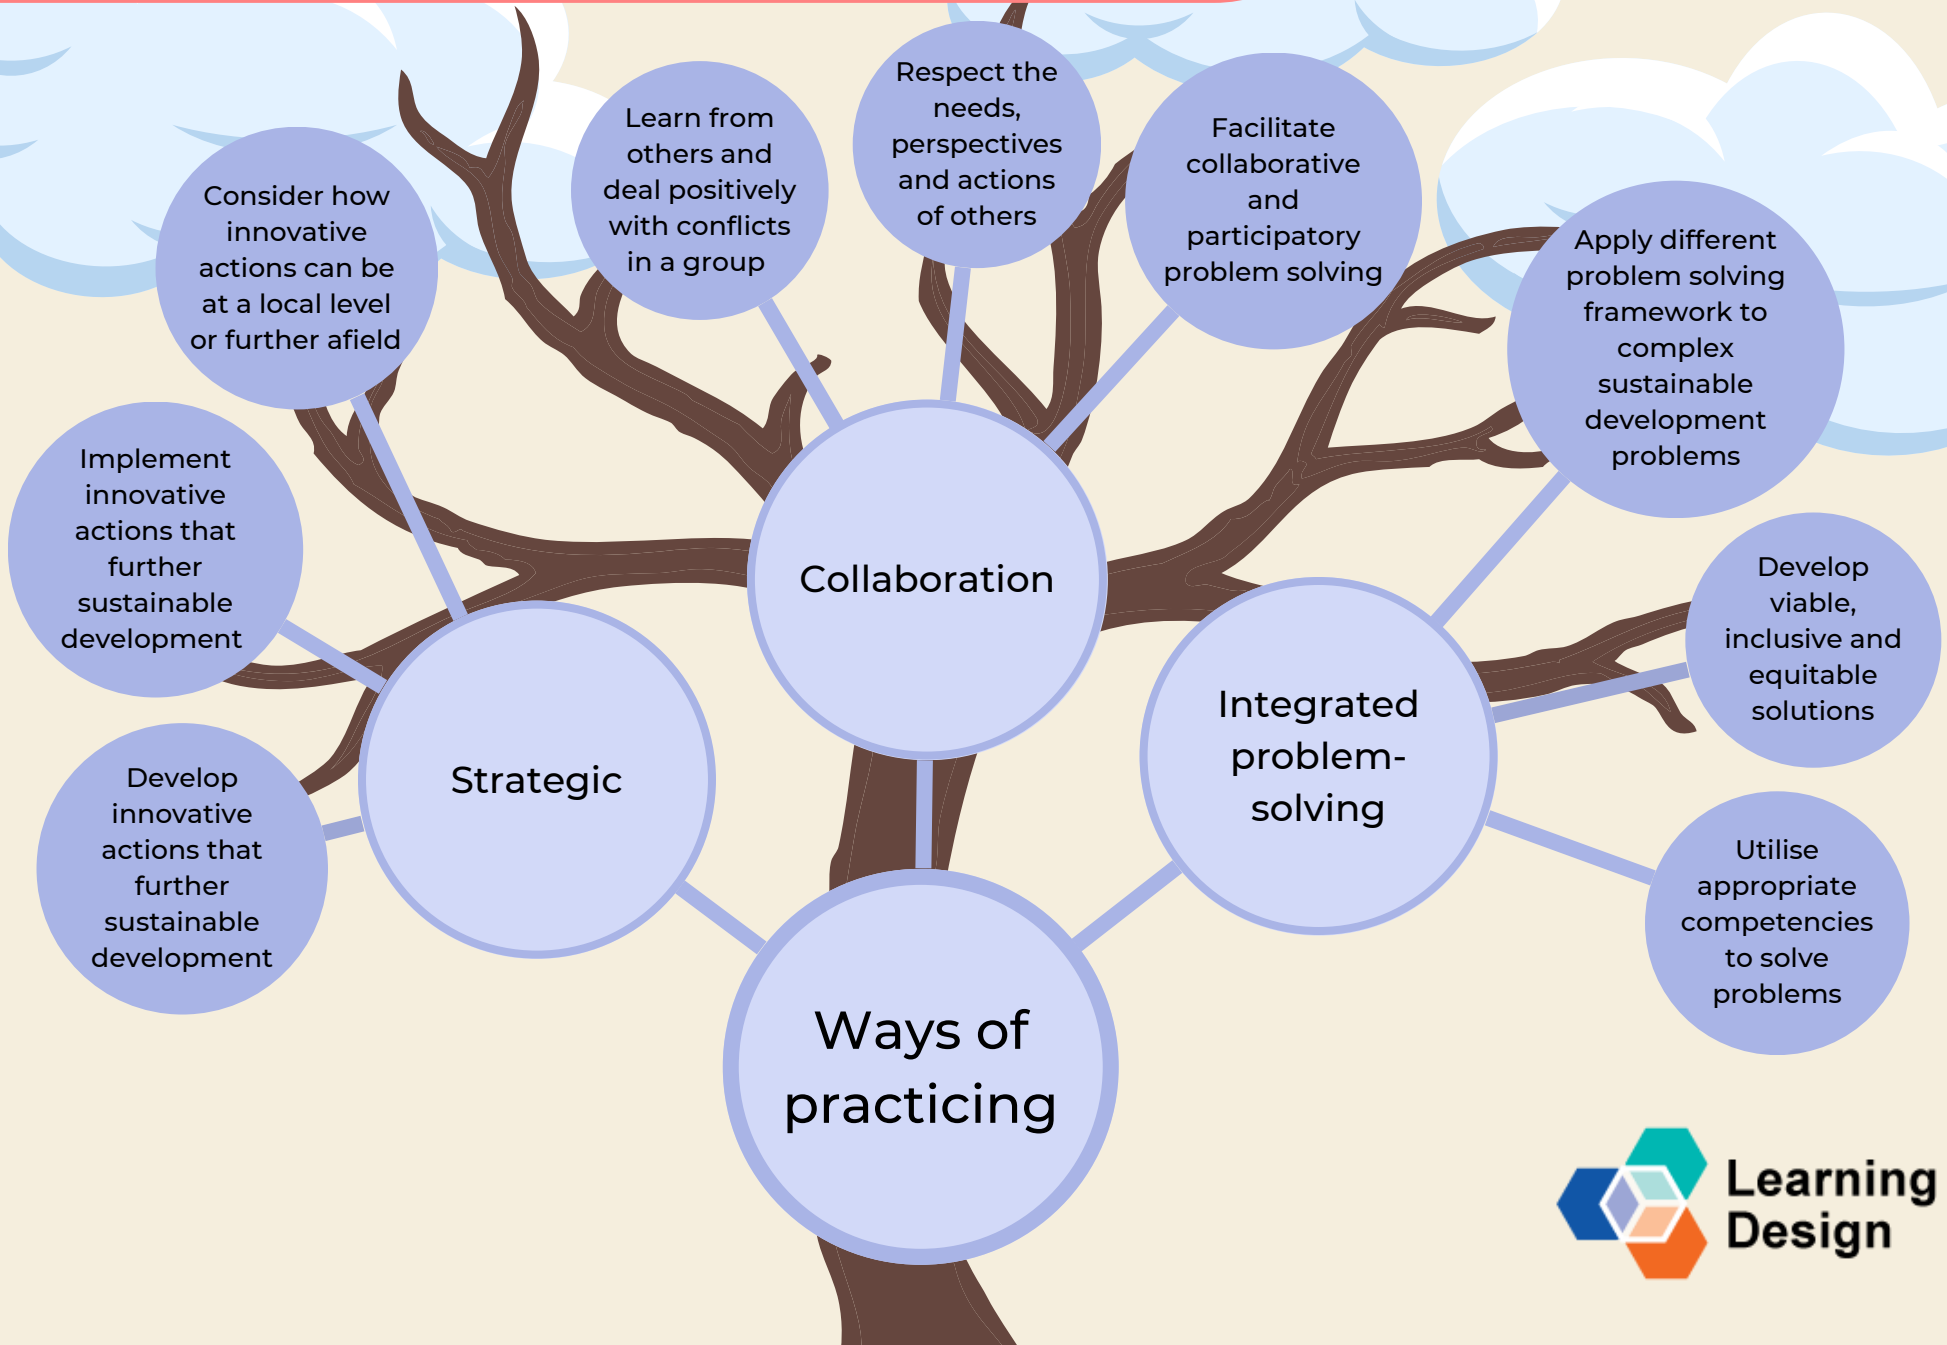 Respect the
needs,
perspectives
and actions
of others
Learn from
others and
deal positively
with conflicts
in a group
Facilitate
collaborative
and
participatory
problem solving
Consider how
innovative
actions can be
at a local level
or further afield
Apply different
problem solving
framework to
complex
sustainable
development
problems
Implement
innovative
actions that
further
sustainable
development
Collaboration
Develop
viable,
inclusive and
equitable
solutions
Integrated
problem-
solving
Strategic
Develop
innovative
actions that
further
sustainable
development
Utilise
appropriate
competencies
to solve
problems
Ways of
practicing
Learning
Design